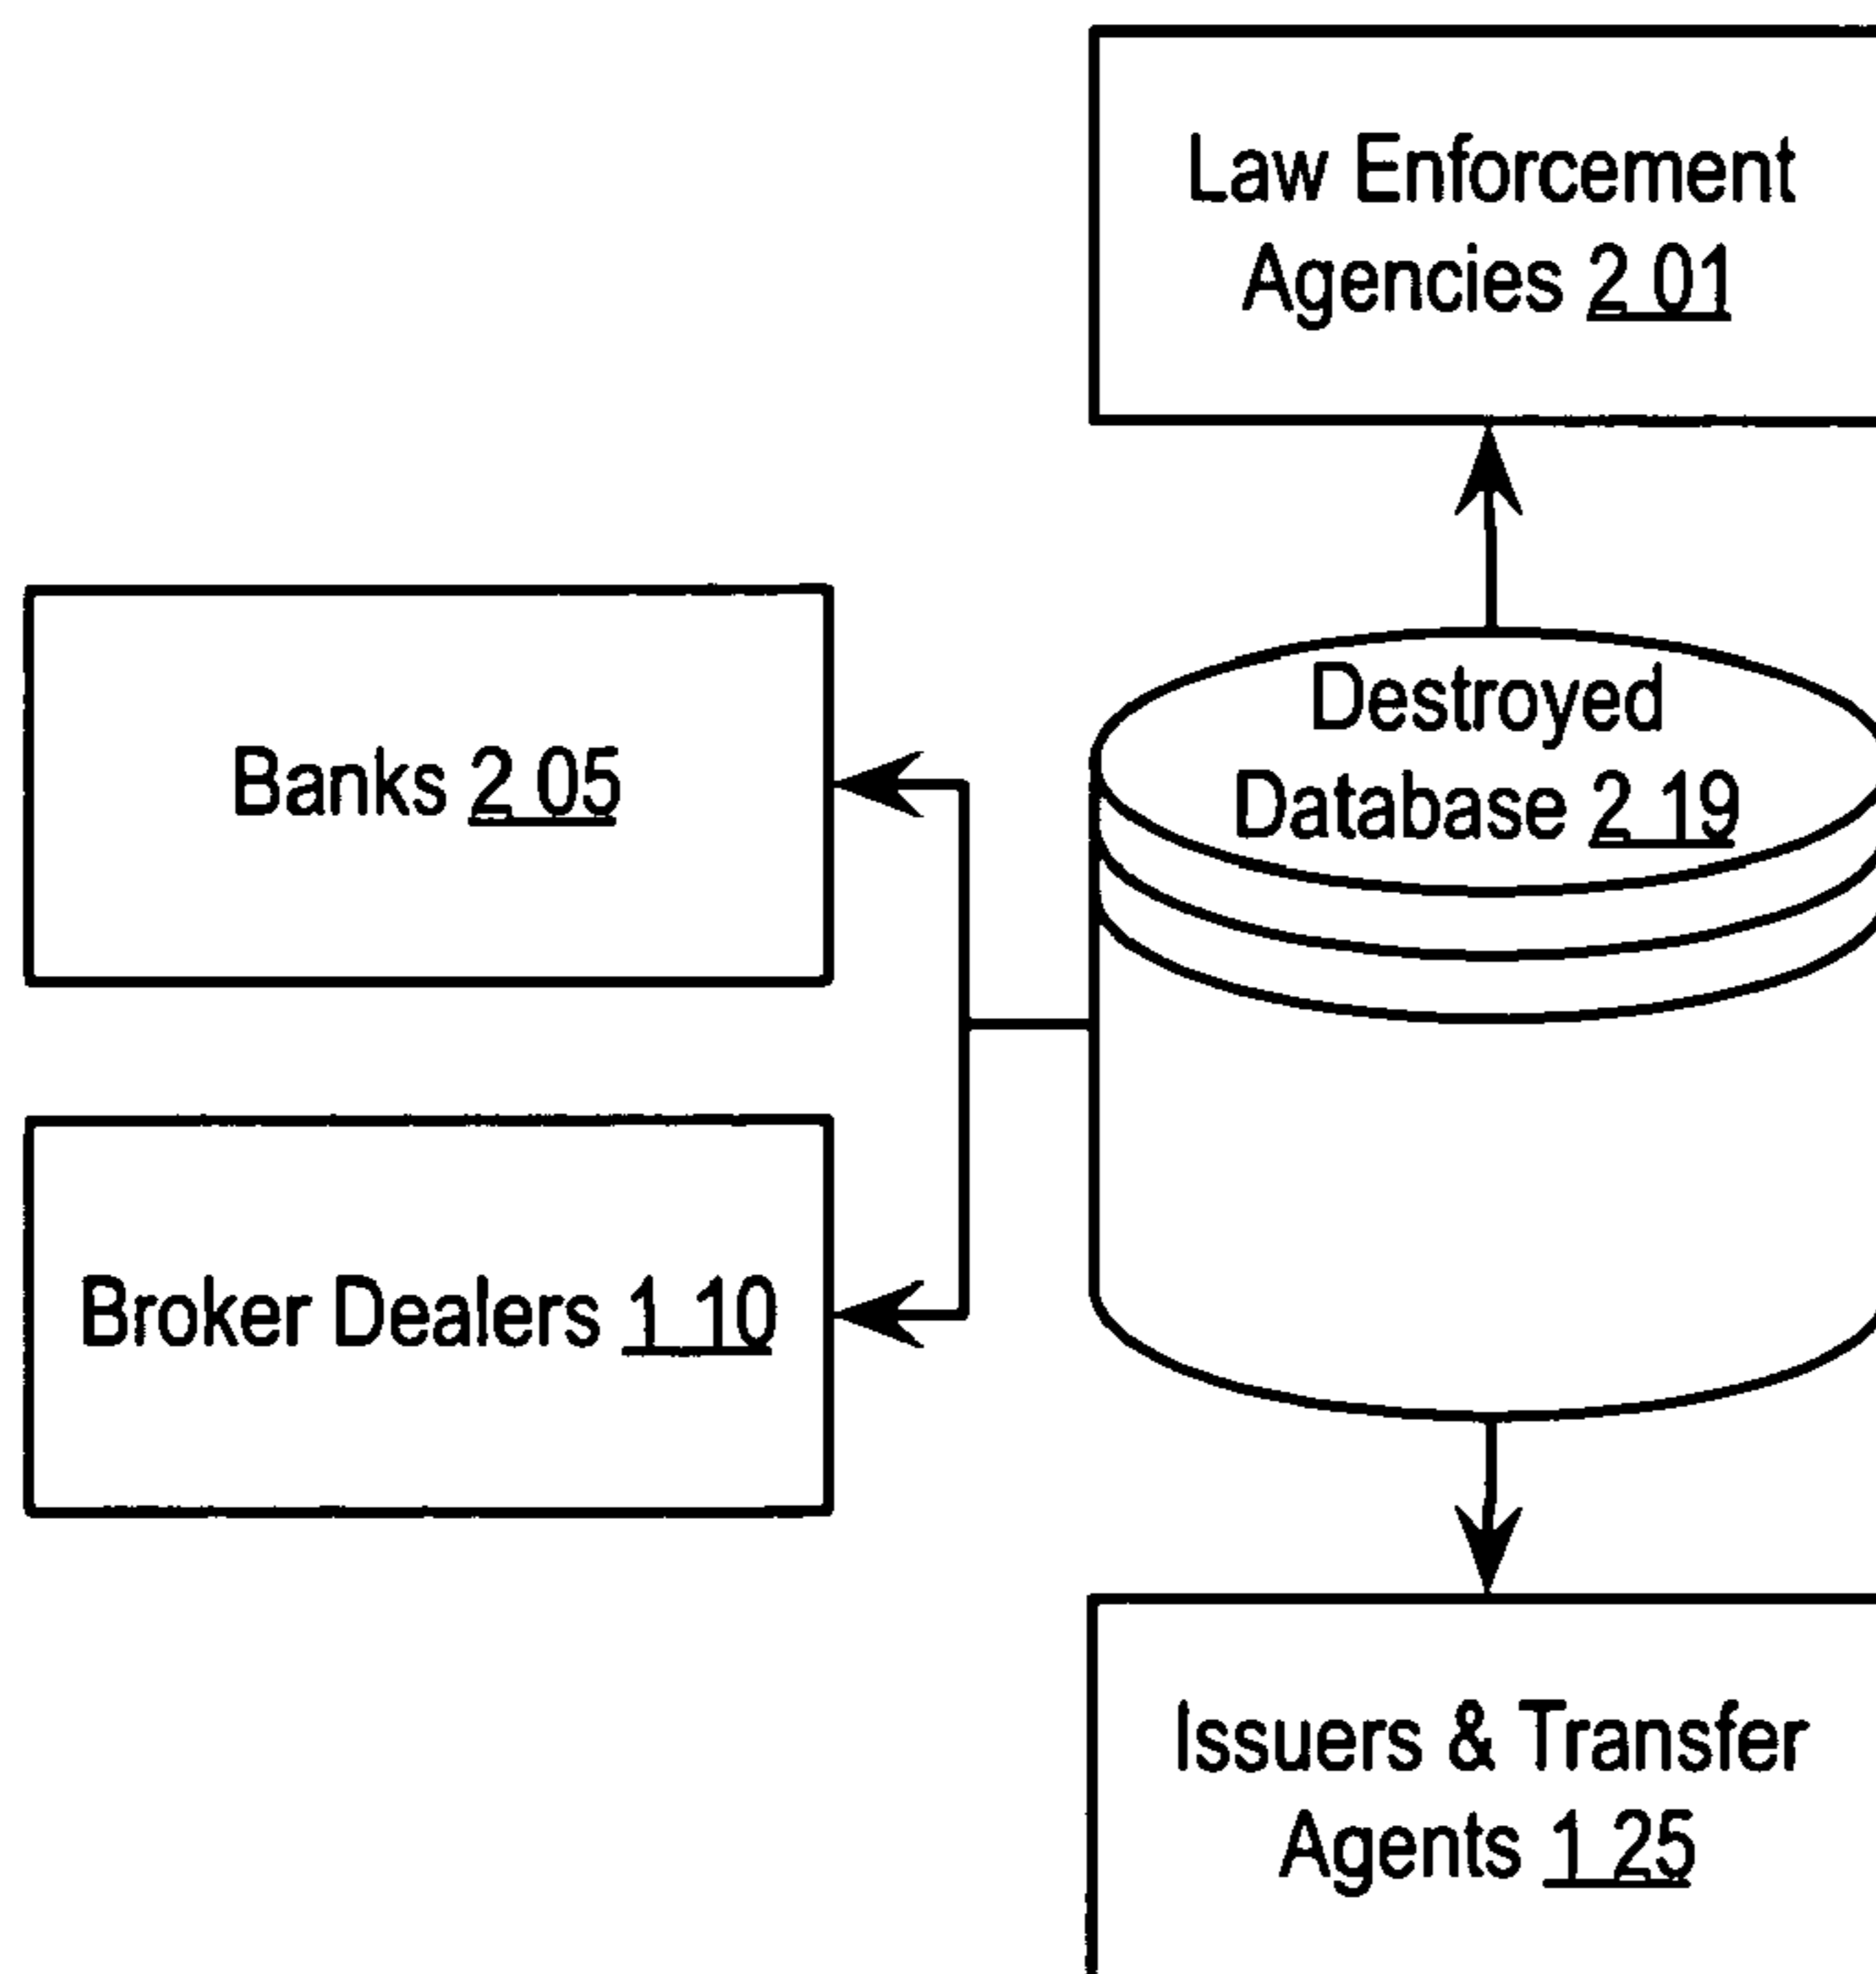 Law Enforcement
Agencies 2.01
Destroyed
Database 2.19
Banks 2.05
Broker Dealers 1.10
Issuers & Transfer
Agents 1.25